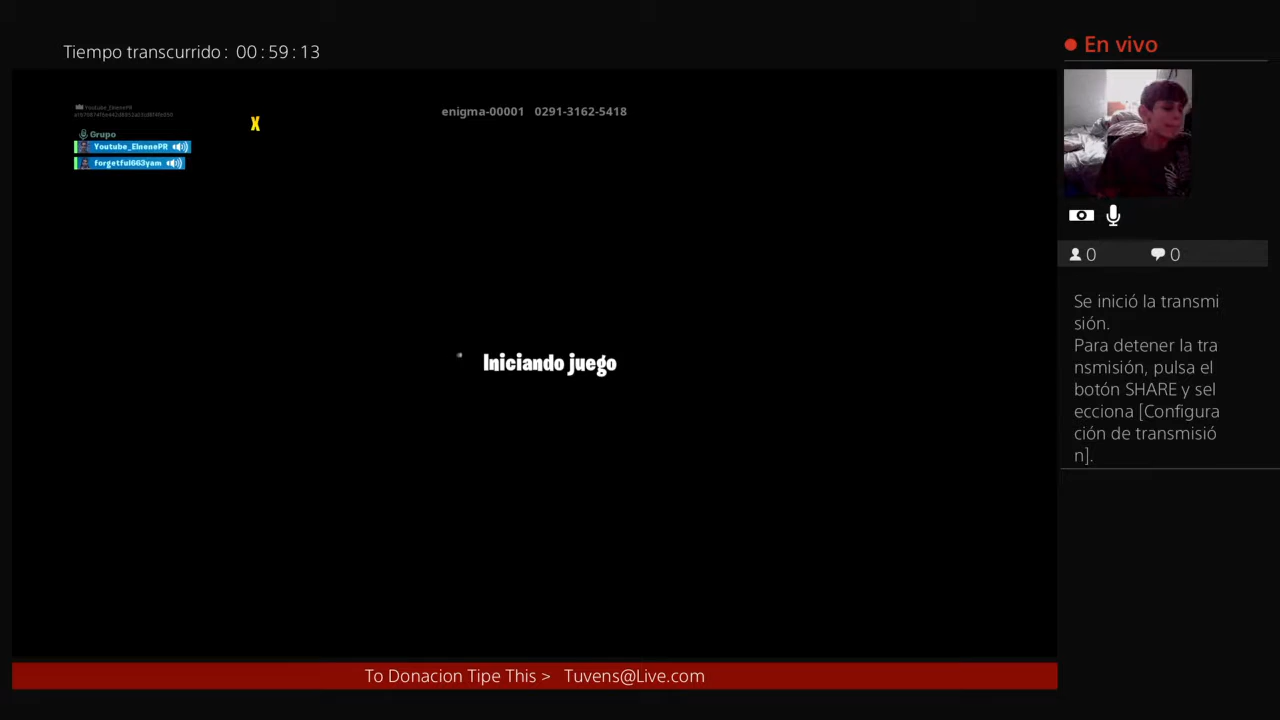 Tiempo transcurrido: 00:59:13
En vivo
Youtube_ElnenePR
enigma-00001 0291-3162-5418
X
Grupo
Youtube_ElnenePR
forgetful663yam
0 0
Se inició la transmi
sión.
Para detener la tra
nsmisión, pulsa el
botón SHARE y sel
ecciona [Configura
ción de transmisió
n].
Iniciando juego
To Donacion Tipe This > Tuvens@Live.com